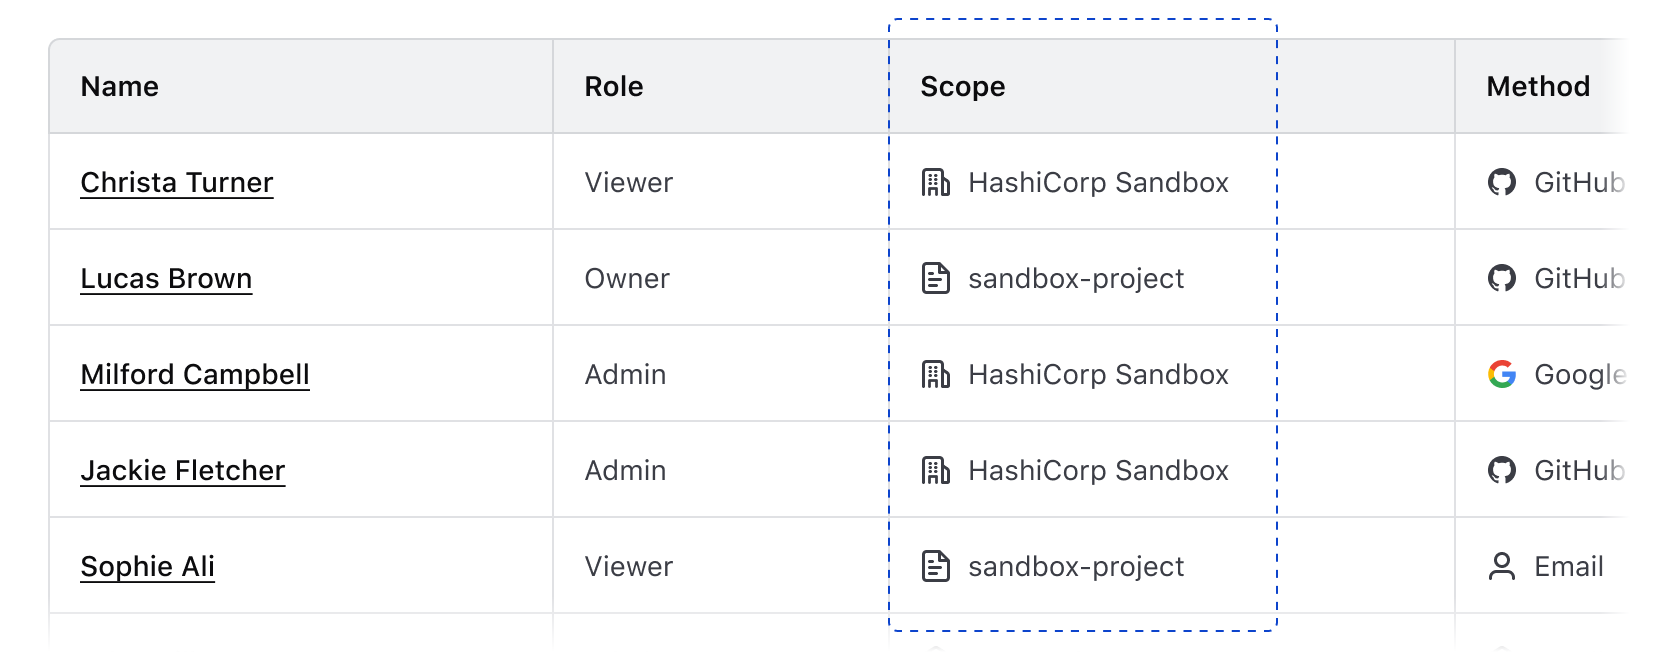 Name Role Scope Method
Christa Turner Viewer HashiCorp Sandbox GitHub
Lucas Brown Owner sandbox-project GitHub
Milford Campbell Admin HashiCorp Sandbox Google
Jackie Fletcher Admin HashiCorp Sandbox GitHub
Sophie Ali Viewer sandbox-project Email